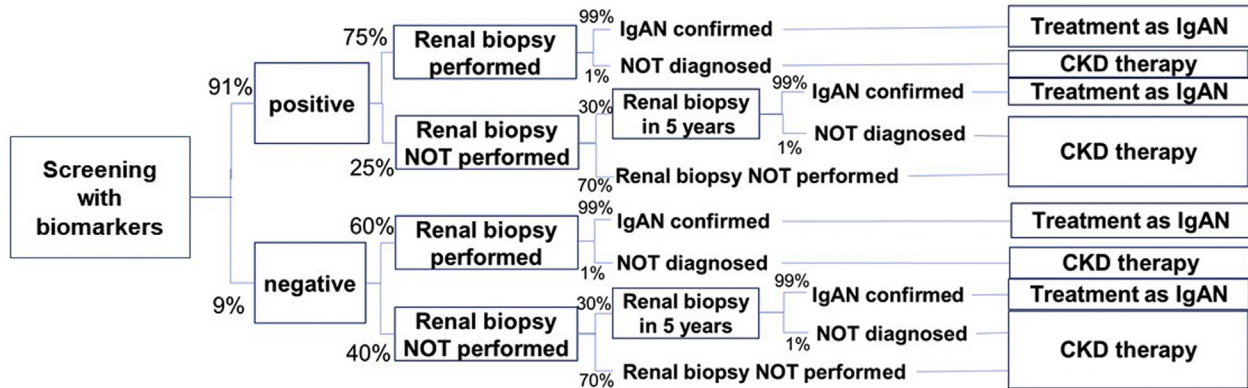 Screening
with
biomarkers
91%
positive
75%
Renal biopsy
performed
99%
IgAN confirmed
Treatment as IgAN
1%
NOT diagnosed
CKD therapy
25%
Renal biopsy
NOT performed
30%
Renal biopsy
in 5 years
99%
IgAN confirmed
Treatment as IgAN
1%
NOT diagnosed
CKD therapy
70%
Renal biopsy NOT performed
9%
negative
60%
Renal biopsy
performed
99%
IgAN confirmed
Treatment as IgAN
1%
NOT diagnosed
CKD therapy
40%
Renal biopsy
NOT performed
30%
Renal biopsy
in 5 years
99%
IgAN confirmed
Treatment as IgAN
1%
NOT diagnosed
CKD therapy
70%
Renal biopsy NOT performed